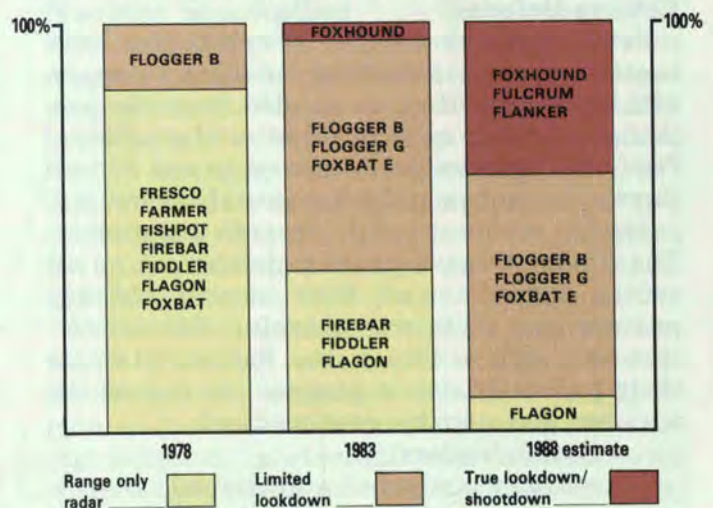 100%
100%
FLOGGER B
FRESCO
FARMER
FISHPOT
FIREBAR
FIDDLER
FLAGON
FOXBAT
FOXHOUND
FLOGGER B
FLOGGER G
FOXBAT E
FIREBAR
FIDDLER
FLAGON
FOXHOUND
FULCRUM
FLANKER
FLOGGER B
FLOGGER G
FOXBAT E
FLAGON
1978
1983
1988 estimate
Range only
radar
Limited
lookdown
True lookdown/
shootdown